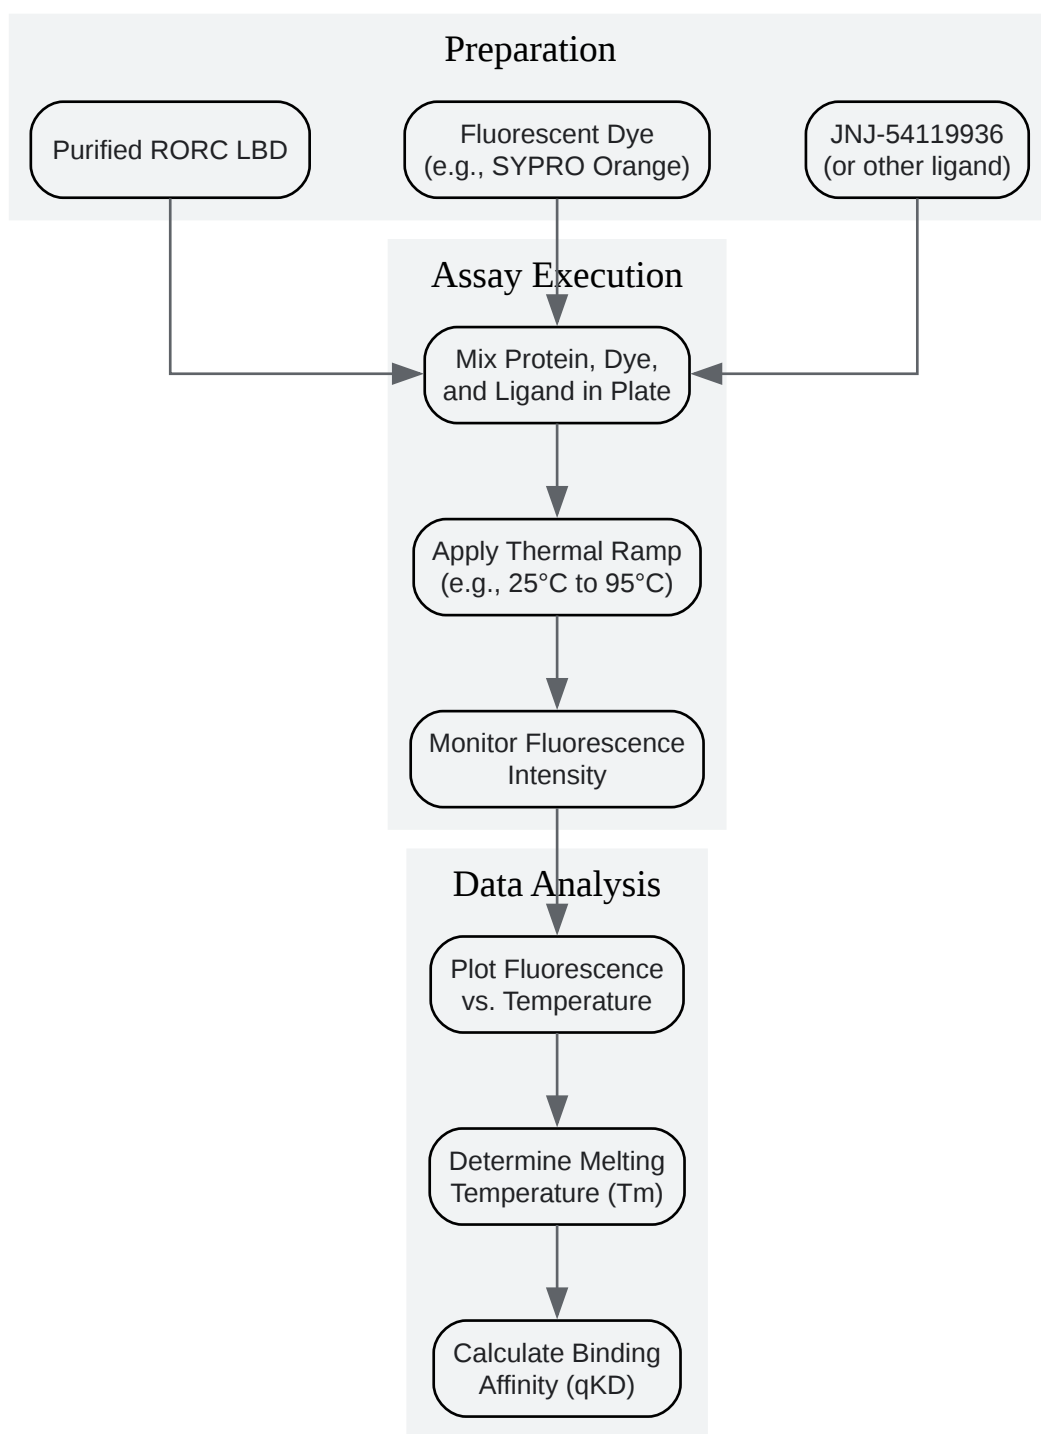 Preparation
Purified RORC LBD
Fluorescent Dye
(e.g., SYPRO Orange)
JNJ-54119936
(or other ligand)
Assay Execution
Mix Protein, Dye,
and Ligand in Plate
Apply Thermal Ramp
(e.g., 25°C to 95°C)
Monitor Fluorescence
Intensity
Data Analysis
Plot Fluorescence
vs. Temperature
Determine Melting
Temperature (Tm)
Calculate Binding
Affinity (qKD)